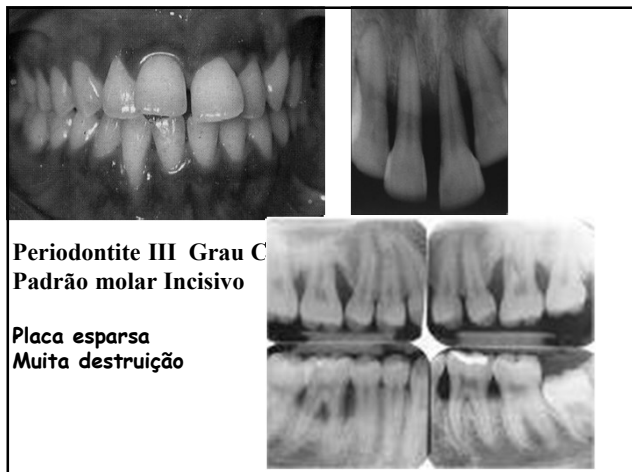 Periodontite III Grau C
Padrão molar Incisivo
Placa esparsa
Muita destruição